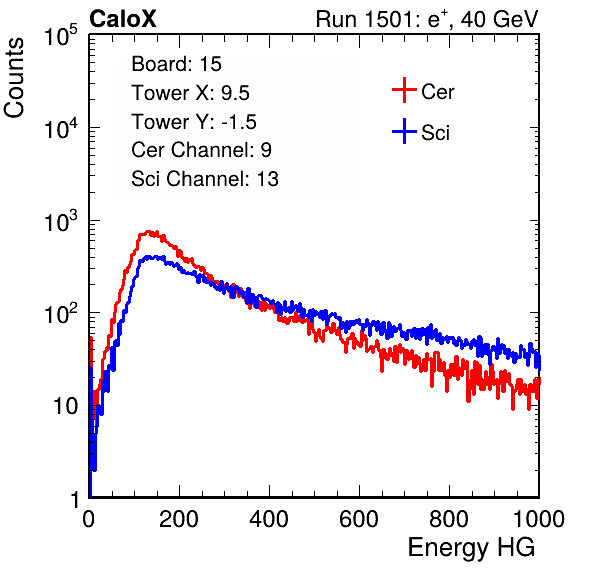 CaloX Run 1501: e⁺, 40 GeV
Counts
Board: 15
Tower X: 9.5
Tower Y: -1.5
Cer Channel: 9
Sci Channel: 13
Cer
Sci
10⁵
10⁴
10³
10²
10
1
0 200 400 600 800 1000
Energy HG